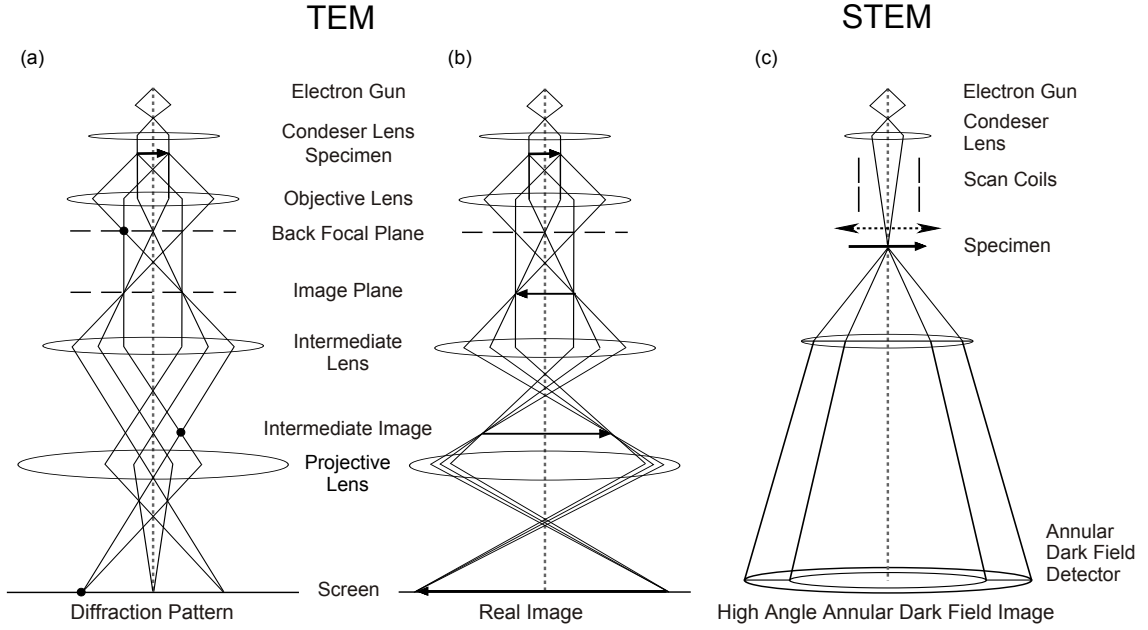 TEM
STEM
(a)
(b)
(c)
Electron Gun
Condeser Lens
Specimen
Objective Lens
Back Focal Plane
Image Plane
Intermediate
Lens
Intermediate Image
Projective
Lens
Screen
Diffraction Pattern
Real Image
Electron Gun
Condeser
Lens
Scan Coils
Specimen
Annular
Dark Field
Detector
High Angle Annular Dark Field Image